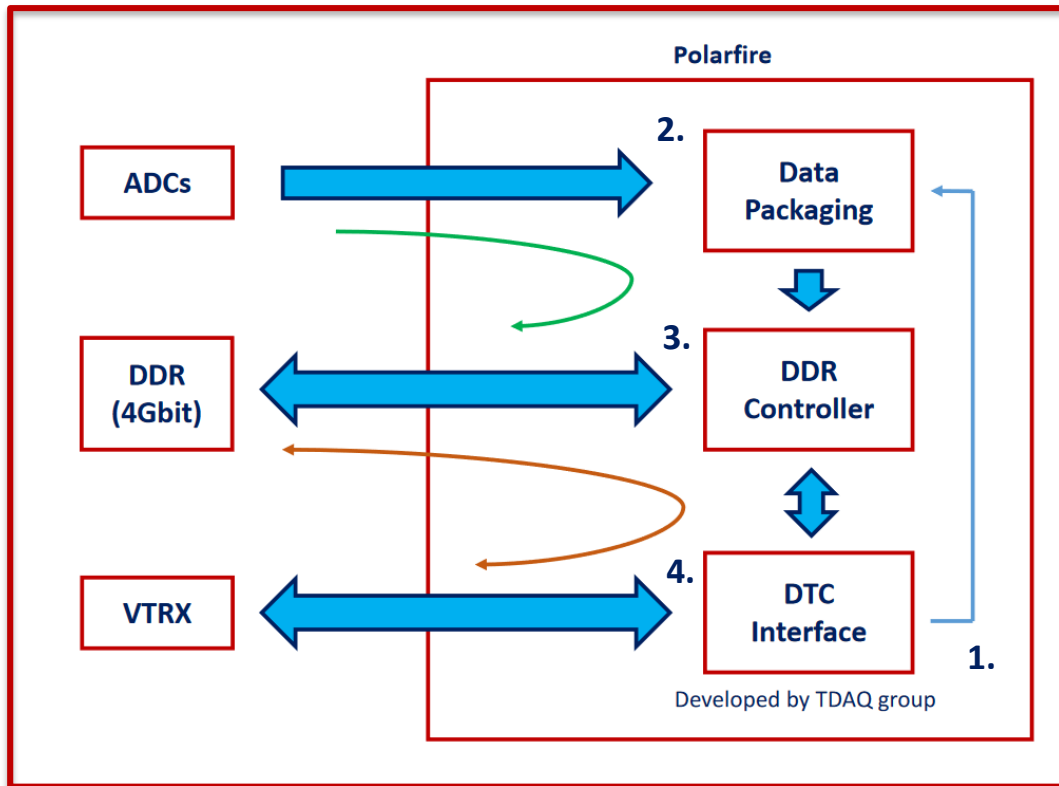 Polarfire
2.
ADCs
Data
Packaging
3.
DDR
(4Gbit)
DDR
Controller
4.
VTRX
DTC
Interface
1.
Developed by TDAQ group